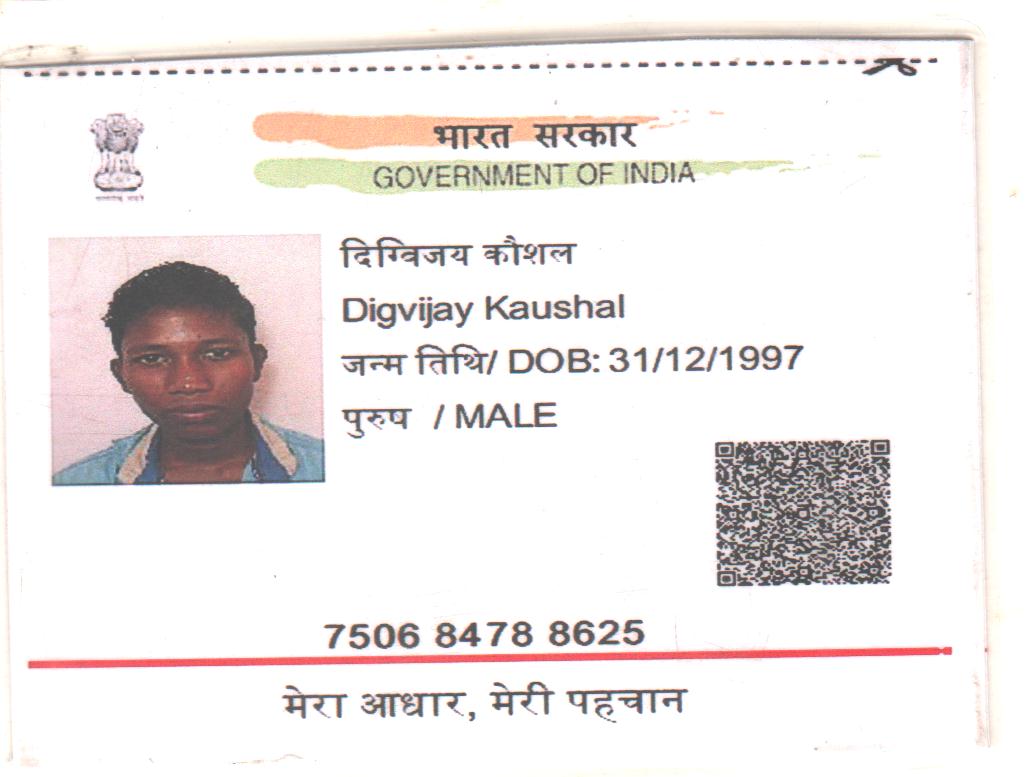 भारत सरकार
GOVERNMENT OF INDIA
दिग्विजय कौशल
Digvijay Kaushal
जन्म तिथि/ DOB: 31/12/1997
पुरुष / MALE
7506 8478 8625
मेरा आधार, मेरी पहचान